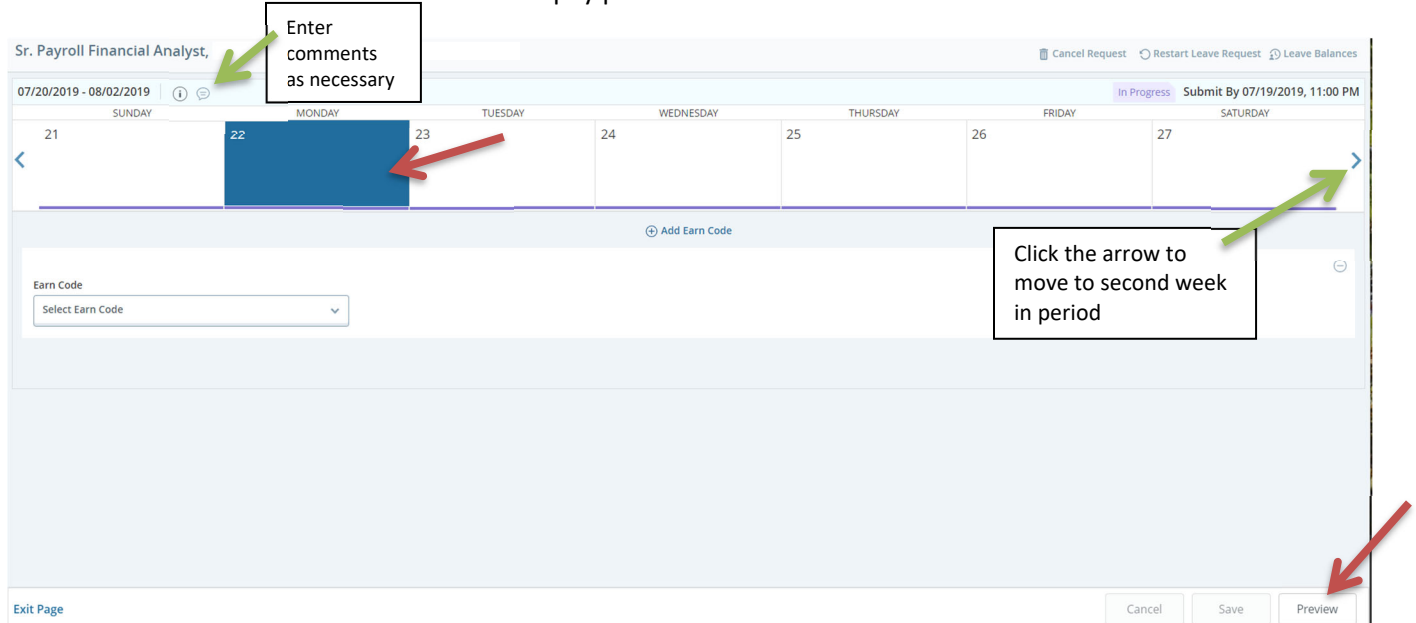 Enter
comments
as necessary
Sr. Payroll Financial Analyst,
Cancel Request Restart Leave Request Leave Balances
07/20/2019 - 08/02/2019
In Progress Submit By 07/19/2019, 11:00 PM
SUNDAY MONDAY TUESDAY WEDNESDAY THURSDAY FRIDAY SATURDAY
21 22 23 24 25 26 27
Add Earn Code
Click the arrow to
move to second week
in period
Earn Code
Select Earn Code
Exit Page
Cancel Save Preview